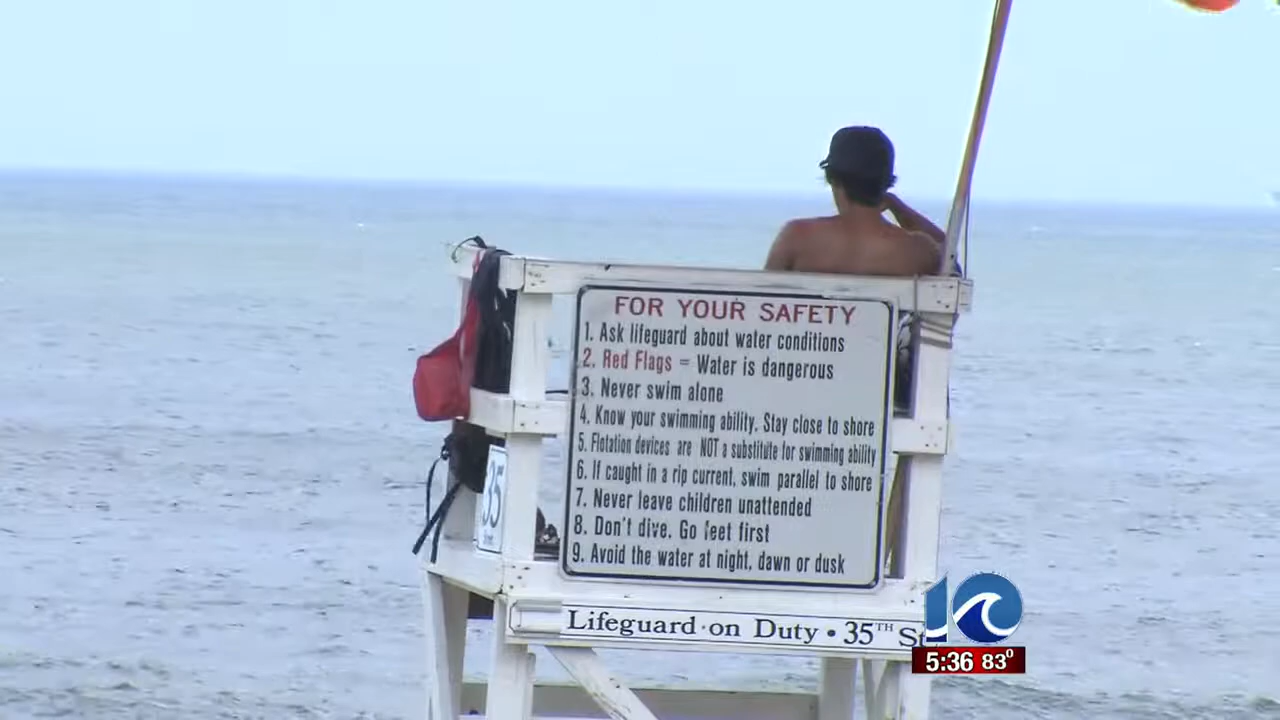 FOR YOUR SAFETY
1. Ask lifeguard about water conditions
2. Red Flags = Water is dangerous
3. Never swim alone
4. Know your swimming ability. Stay close to shore
5. Flotation devices are NOT a substitute for swimming ability
6. If caught in a rip current, swim parallel to shore
7. Never leave children unattended
8. Don't dive. Go feet first
9. Avoid the water at night, dawn or dusk
35
Lifeguard on Duty • 35TH St
10
5:36 83°